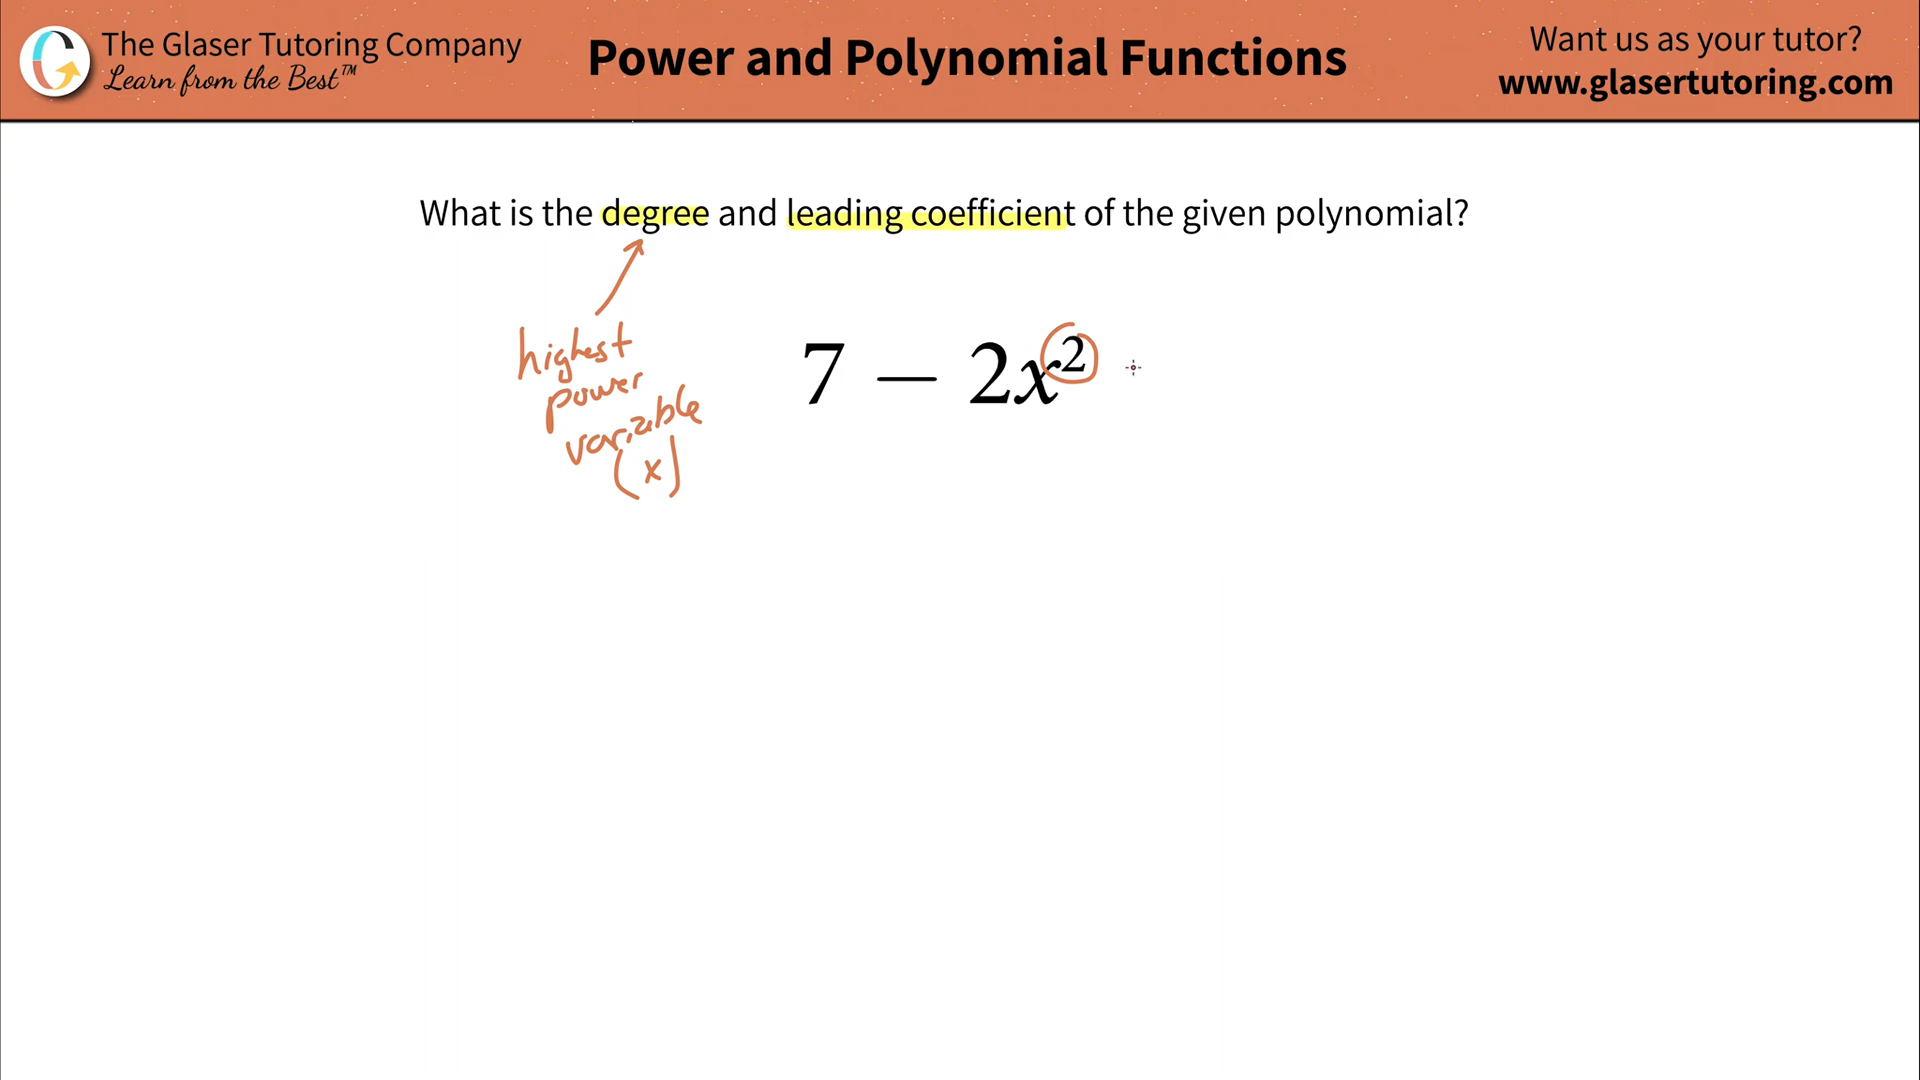 The Glaser Tutoring Company
Learn from the Best™
Power and Polynomial Functions
Want us as your tutor?
www.glasertutoring.com
What is the degree and leading coefficient of the given polynomial?
7 − 2x²
highest
power
variable
(x)